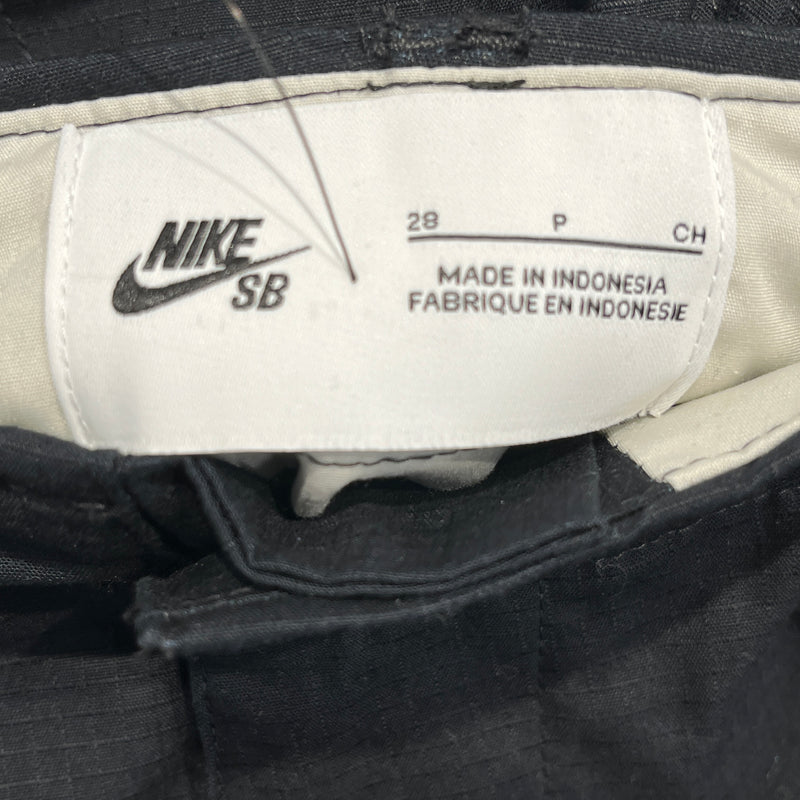 NIKE
SB
28 P CH
MADE IN INDONESIA
FABRIQUE EN INDONESIE